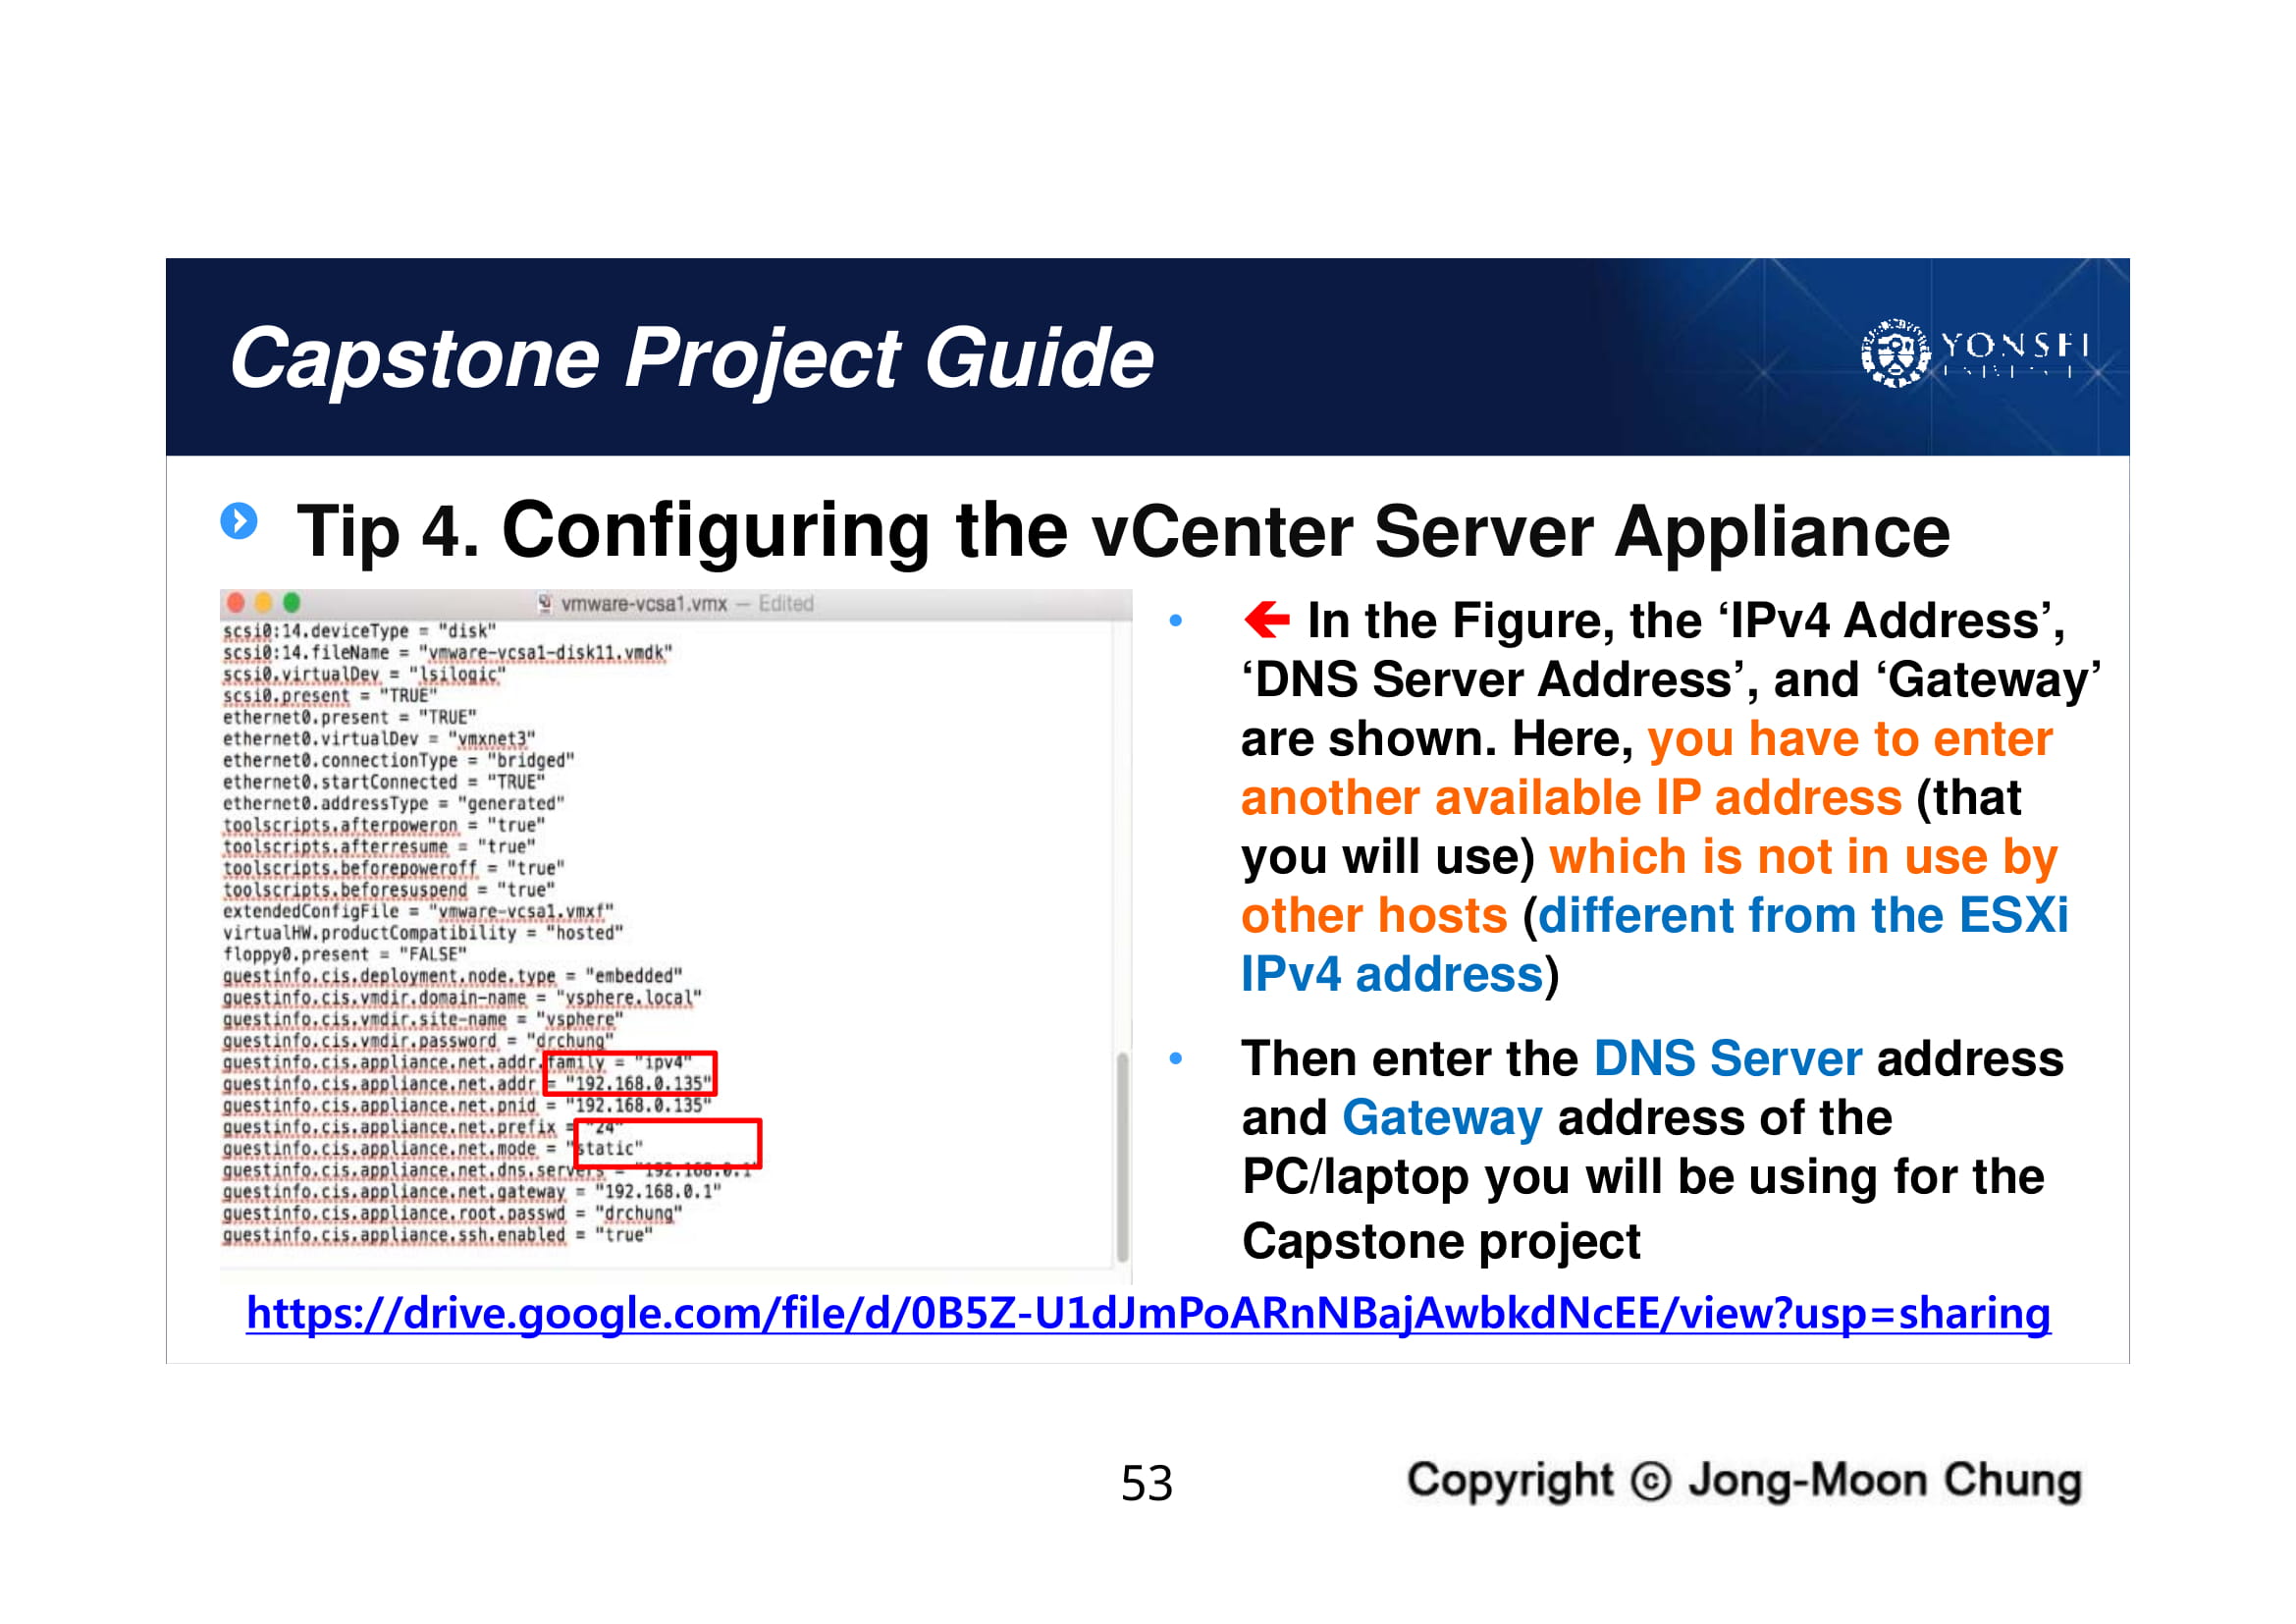 Capstone Project Guide
YONSEI
Tip 4. Configuring the vCenter Server Appliance
vmware-vcsa1.vmx — Edited
scsi0:14.deviceType = "disk"
scsi0:14.fileName = "vmware-vcsa1-disk11.vmdk"
scsi0.virtualDev = "lsilogic"
scsi0.present = "TRUE"
ethernet0.present = "TRUE"
ethernet0.virtualDev = "vmxnet3"
ethernet0.connectionType = "bridged"
ethernet0.startConnected = "TRUE"
ethernet0.addressType = "generated"
toolscripts.afterpoweron = "true"
toolscripts.afterresume = "true"
toolscripts.beforepoweroff = "true"
toolscripts.beforesuspend = "true"
extendedConfigFile = "vmware-vcsa1.vmxf"
virtualHW.productCompatibility = "hosted"
floppy0.present = "FALSE"
guestinfo.cis.deployment.node.type = "embedded"
guestinfo.cis.vmdir.domain-name = "vsphere.local"
guestinfo.cis.vmdir.site-name = "vsphere"
guestinfo.cis.vmdir.password = "drchung"
guestinfo.cis.appliance.net.addr.family = "ipv4"
guestinfo.cis.appliance.net.addr = "192.168.0.135"
guestinfo.cis.appliance.net.pnid = "192.168.0.135"
guestinfo.cis.appliance.net.prefix = "24"
guestinfo.cis.appliance.net.mode = "static"
guestinfo.cis.appliance.net.dns.servers = "192.168.0.1"
guestinfo.cis.appliance.net.gateway = "192.168.0.1"
guestinfo.cis.appliance.root.passwd = "drchung"
guestinfo.cis.appliance.ssh.enabled = "true"
• 🡸 In the Figure, the ‘IPv4 Address’,
‘DNS Server Address’, and ‘Gateway’
are shown. Here, you have to enter
another available IP address (that
you will use) which is not in use by
other hosts (different from the ESXi
IPv4 address)
• Then enter the DNS Server address
and Gateway address of the
PC/laptop you will be using for the
Capstone project
https://drive.google.com/file/d/0B5Z-U1dJmPoARnNBajAwbkdNcEE/view?usp=sharing
53
Copyright ⓒ Jong-Moon Chung